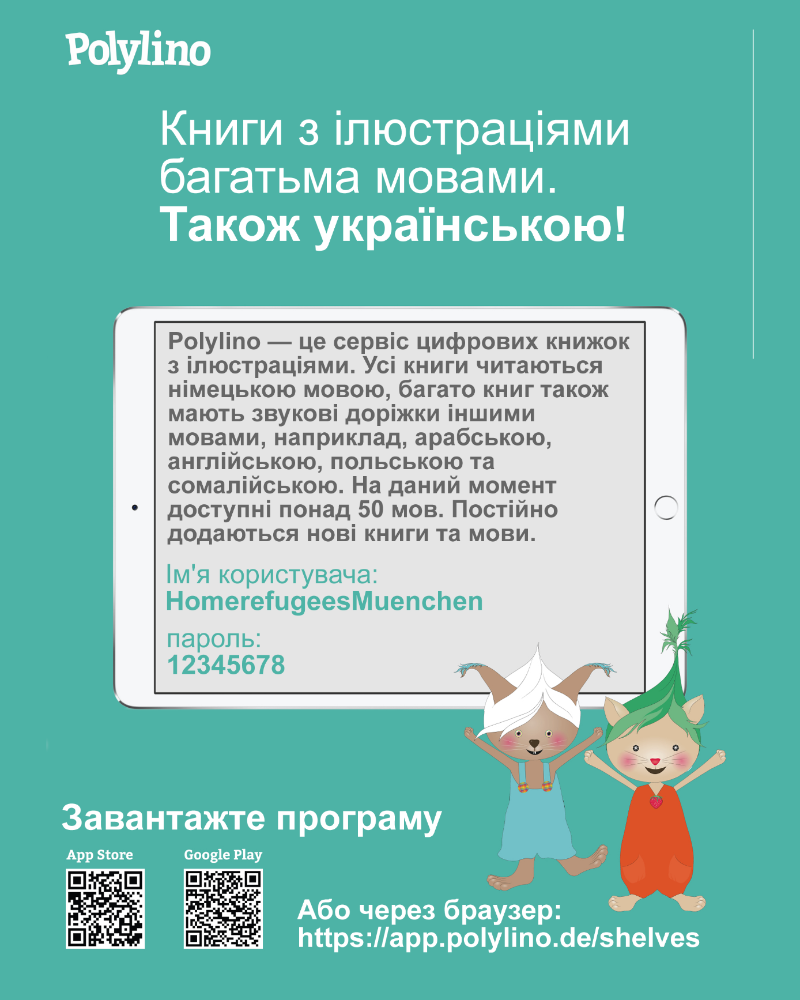 Polylino
Книги з ілюстраціями
багатьма мовами.
Також українською!
Polylino — це сервіс цифрових книжок
з ілюстраціями. Усі книги читаються
німецькою мовою, багато книг також
мають звукові доріжки іншими
мовами, наприклад, арабською,
англійською, польською та
сомалійською. На даний момент
доступні понад 50 мов. Постійно
додаються нові книги та мови.
Ім'я користувача:
HomerefugeesMuenchen
пароль:
12345678
Завантажте програму
App Store
Google Play
Або через браузер:
https://app.polylino.de/shelves